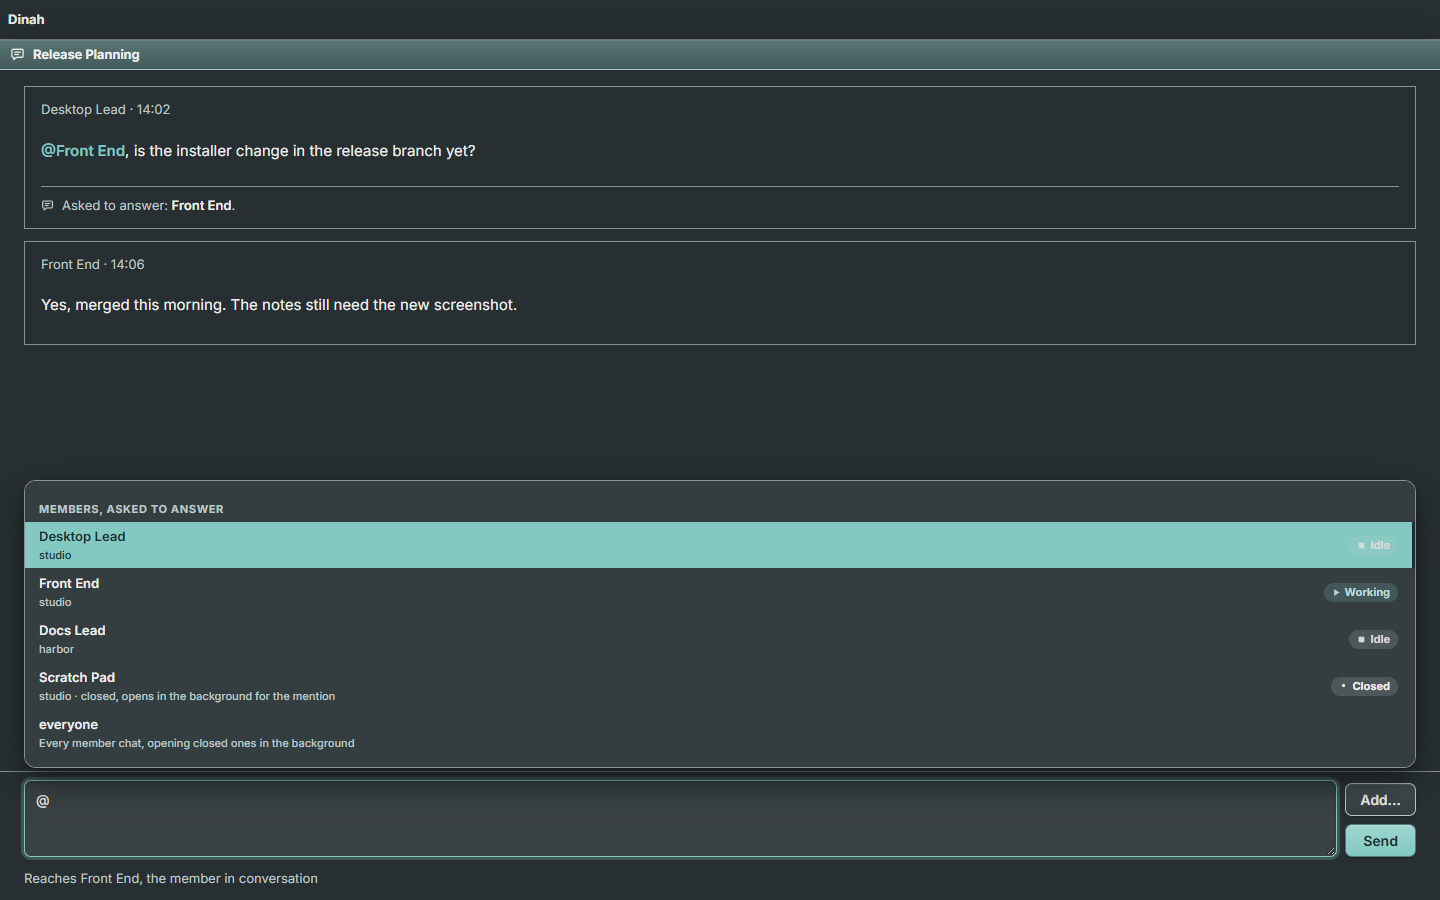 Dinah
Release Planning
Desktop Lead · 14:02
@Front End, is the installer change in the release branch yet?
Asked to answer: Front End.
Front End · 14:06
Yes, merged this morning. The notes still need the new screenshot.
MEMBERS, ASKED TO ANSWER
Desktop Lead
studio
Idle
Front End
studio
Working
Docs Lead
harbor
Idle
Scratch Pad
studio · closed, opens in the background for the mention
Closed
everyone
Every member chat, opening closed ones in the background
@
Add...
Send
Reaches Front End, the member in conversation